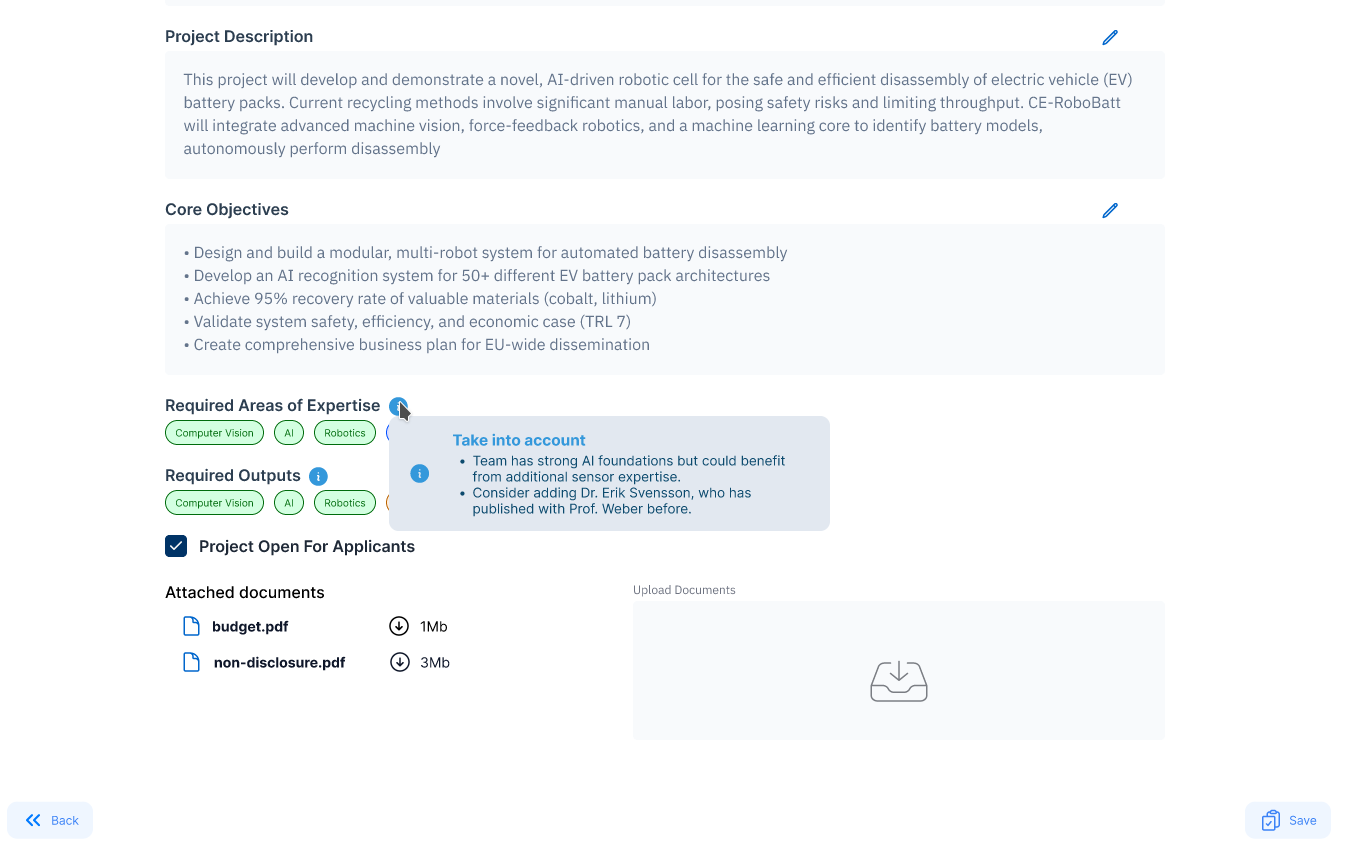 Project Description
This project will develop and demonstrate a novel, AI-driven robotic cell for the safe and efficient disassembly of electric vehicle (EV)
battery packs. Current recycling methods involve significant manual labor, posing safety risks and limiting throughput. CE-RoboBatt
will integrate advanced machine vision, force-feedback robotics, and a machine learning core to identify battery models,
autonomously perform disassembly
Core Objectives
• Design and build a modular, multi-robot system for automated battery disassembly
• Develop an AI recognition system for 50+ different EV battery pack architectures
• Achieve 95% recovery rate of valuable materials (cobalt, lithium)
• Validate system safety, efficiency, and economic case (TRL 7)
• Create comprehensive business plan for EU-wide dissemination
Required Areas of Expertise
Computer Vision AI Robotics
Take into account
• Team has strong AI foundations but could benefit
from additional sensor expertise.
• Consider adding Dr. Erik Svensson, who has
published with Prof. Weber before.
Required Outputs
Computer Vision AI Robotics
Project Open For Applicants
Attached documents
budget.pdf 1Mb
non-disclosure.pdf 3Mb
Upload Documents
Back
Save